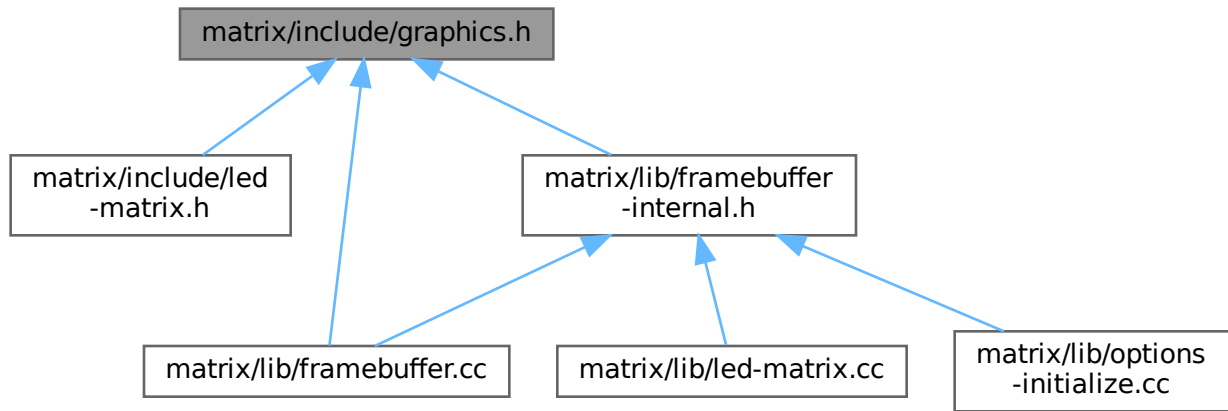 matrix/include/graphics.h
matrix/include/led
-matrix.h
matrix/lib/framebuffer
-internal.h
matrix/lib/framebuffer.cc
matrix/lib/led-matrix.cc
matrix/lib/options
-initialize.cc